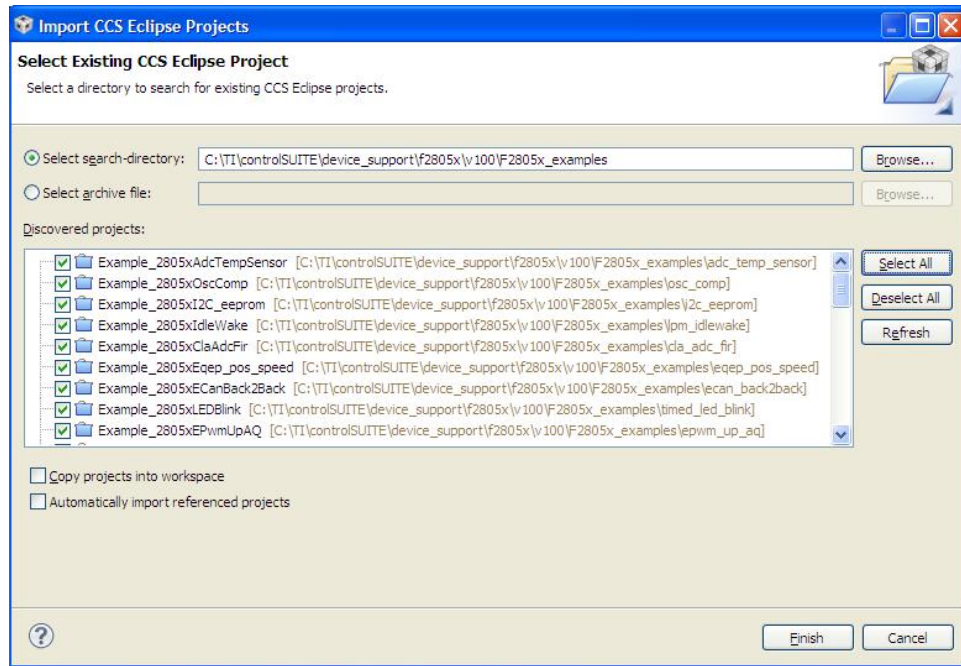 Import CCS Eclipse Projects
Select Existing CCS Eclipse Project
Select a directory to search for existing CCS Eclipse projects.
Select search-directory: C:\TI\controlSUITE\device_support\f2805x\v100\F2805x_examples Browse...
Select archive file: Browse...
Discovered projects:
Example_2805xAdcTempSensor [C:\TI\controlSUITE\device_support\f2805x\v100\F2805x_examples\adc_temp_sensor]
Example_2805xOscComp [C:\TI\controlSUITE\device_support\f2805x\v100\F2805x_examples\osc_comp]
Example_2805xI2C_eeprom [C:\TI\controlSUITE\device_support\f2805x\v100\F2805x_examples\i2c_eeprom]
Example_2805xIdleWake [C:\TI\controlSUITE\device_support\f2805x\v100\F2805x_examples\lpm_idlewake]
Example_2805xClaAdcFir [C:\TI\controlSUITE\device_support\f2805x\v100\F2805x_examples\cla_adc_fir]
Example_2805xEqep_pos_speed [C:\TI\controlSUITE\device_support\f2805x\v100\F2805x_examples\eqep_pos_speed]
Example_2805xECanBack2Back [C:\TI\controlSUITE\device_support\f2805x\v100\F2805x_examples\ecan_back2back]
Example_2805xLEDBlink [C:\TI\controlSUITE\device_support\f2805x\v100\F2805x_examples\timed_led_blink]
Example_2805xEPwmUpAQ [C:\TI\controlSUITE\device_support\f2805x\v100\F2805x_examples\epwm_up_aq]
Select All
Deselect All
Refresh
Copy projects into workspace
Automatically import referenced projects
? Finish Cancel